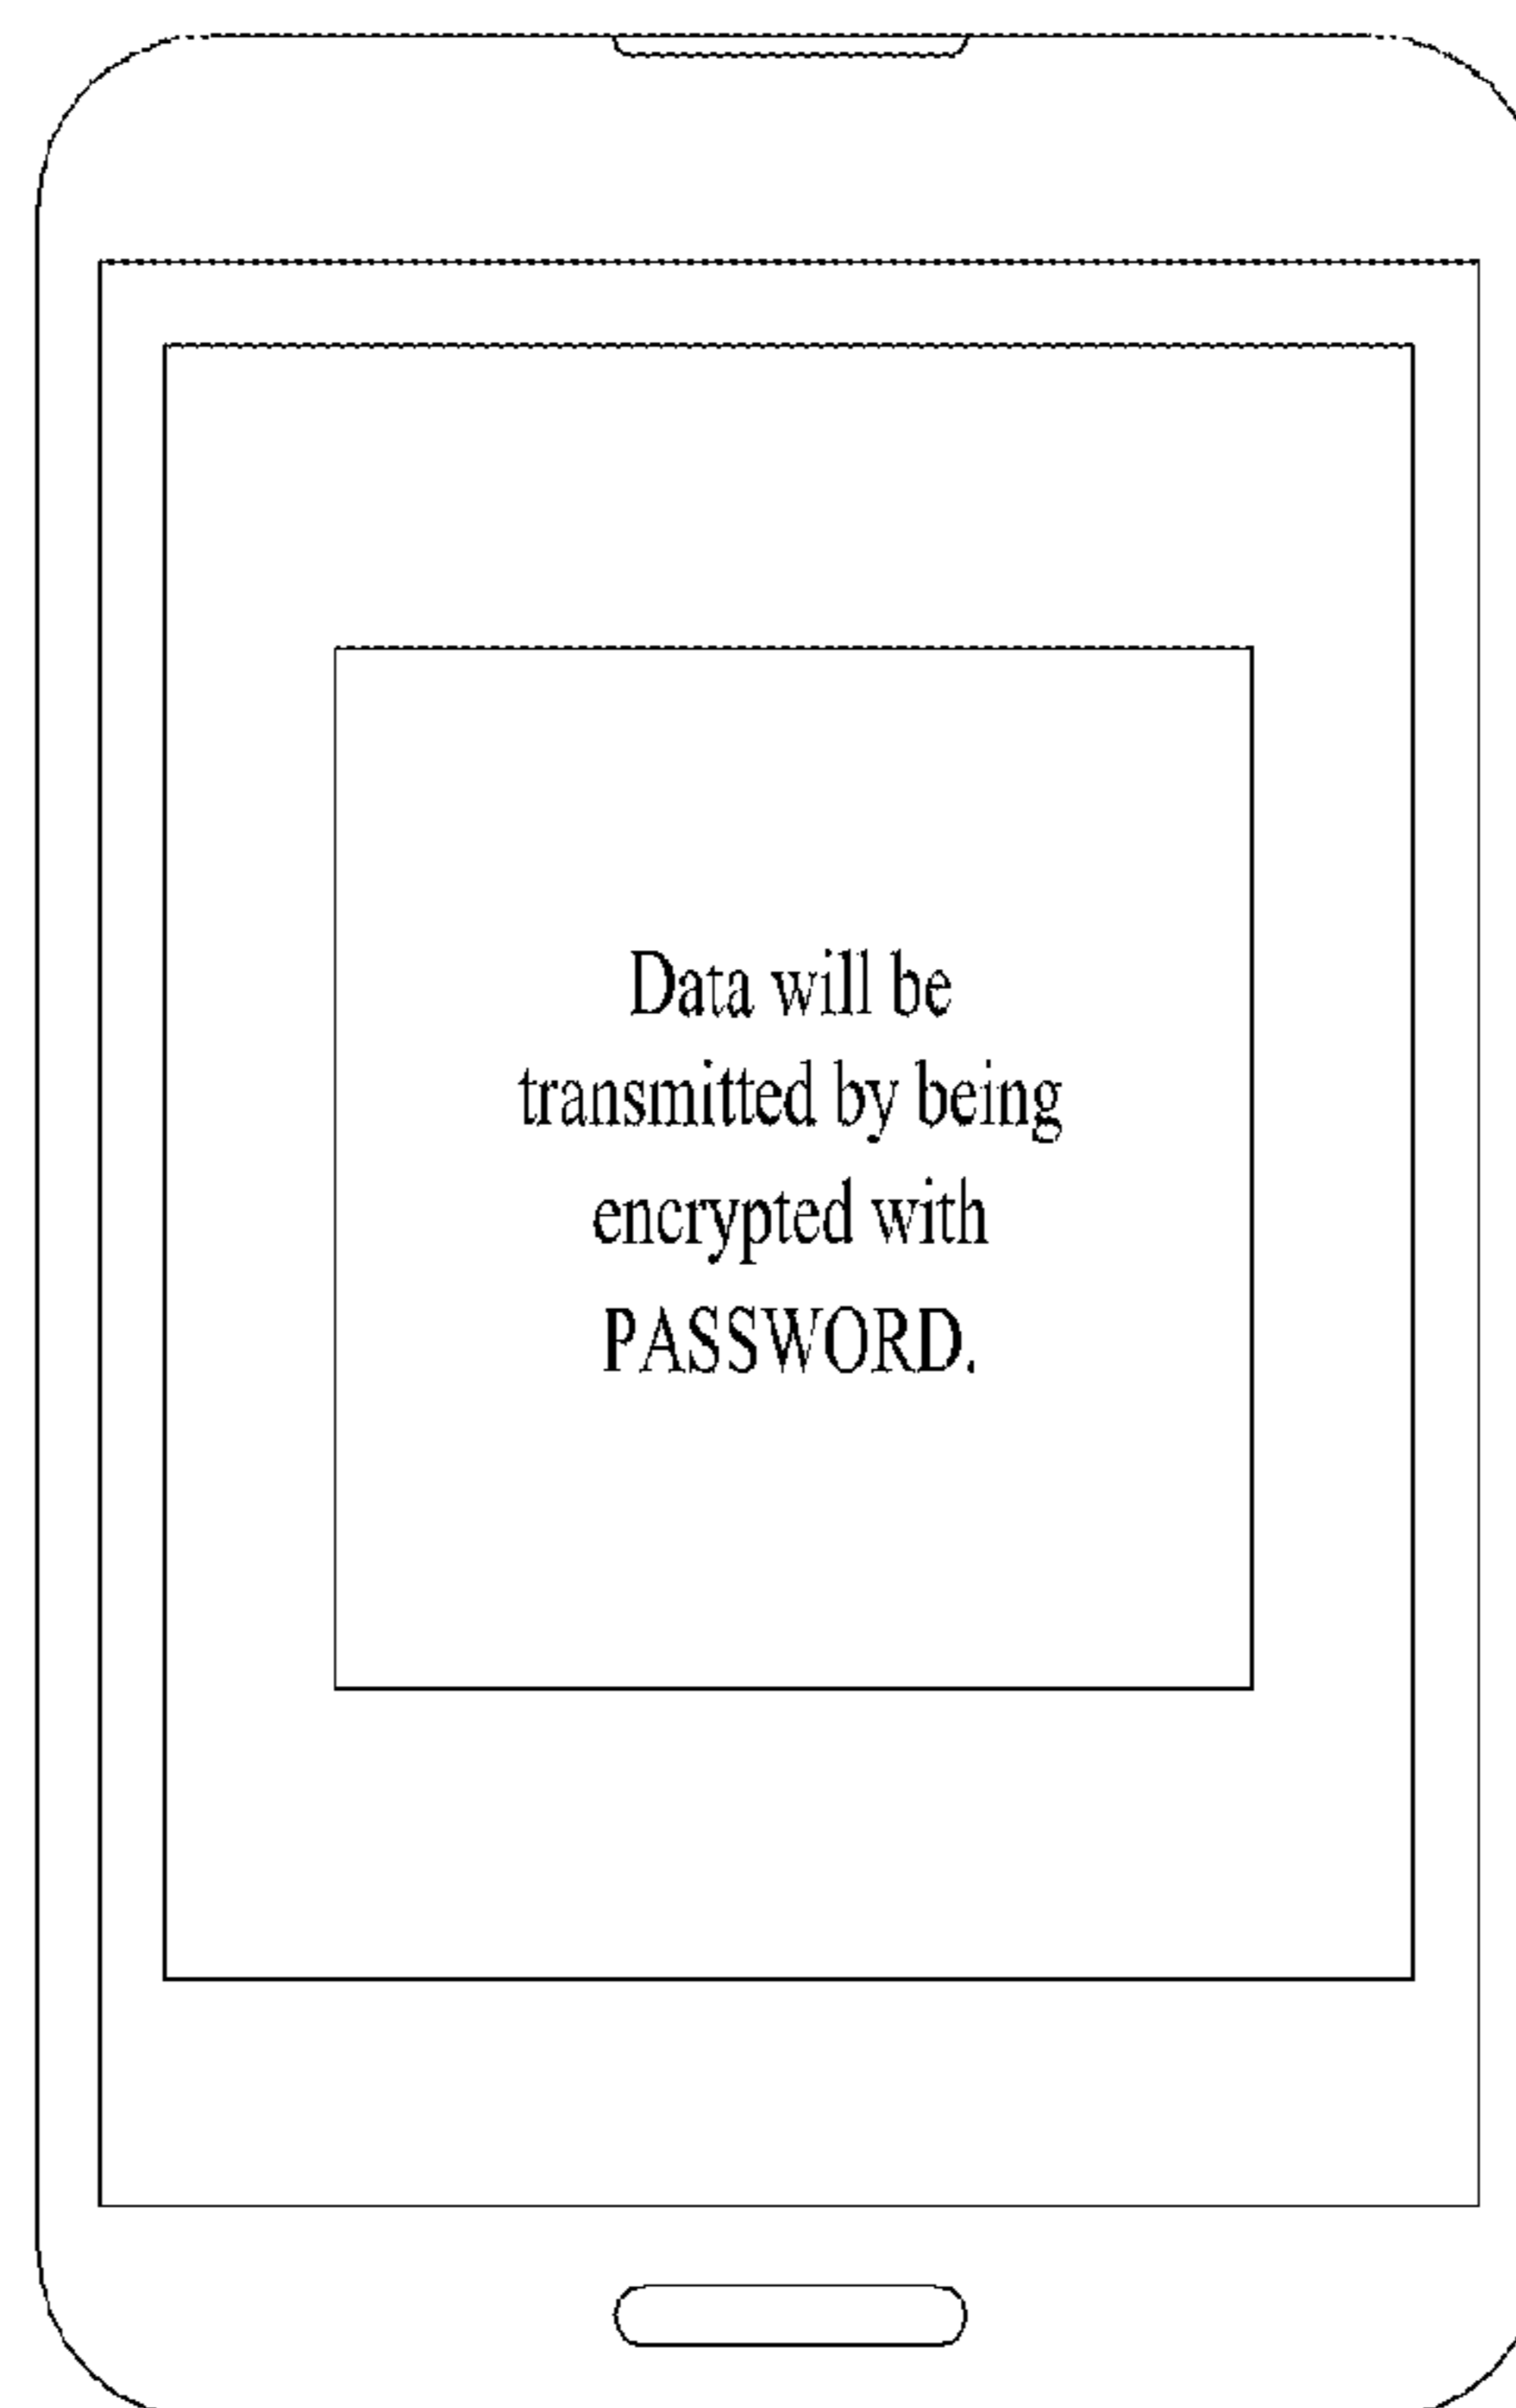 Data will be
transmitted by being
encrypted with
PASSWORD.